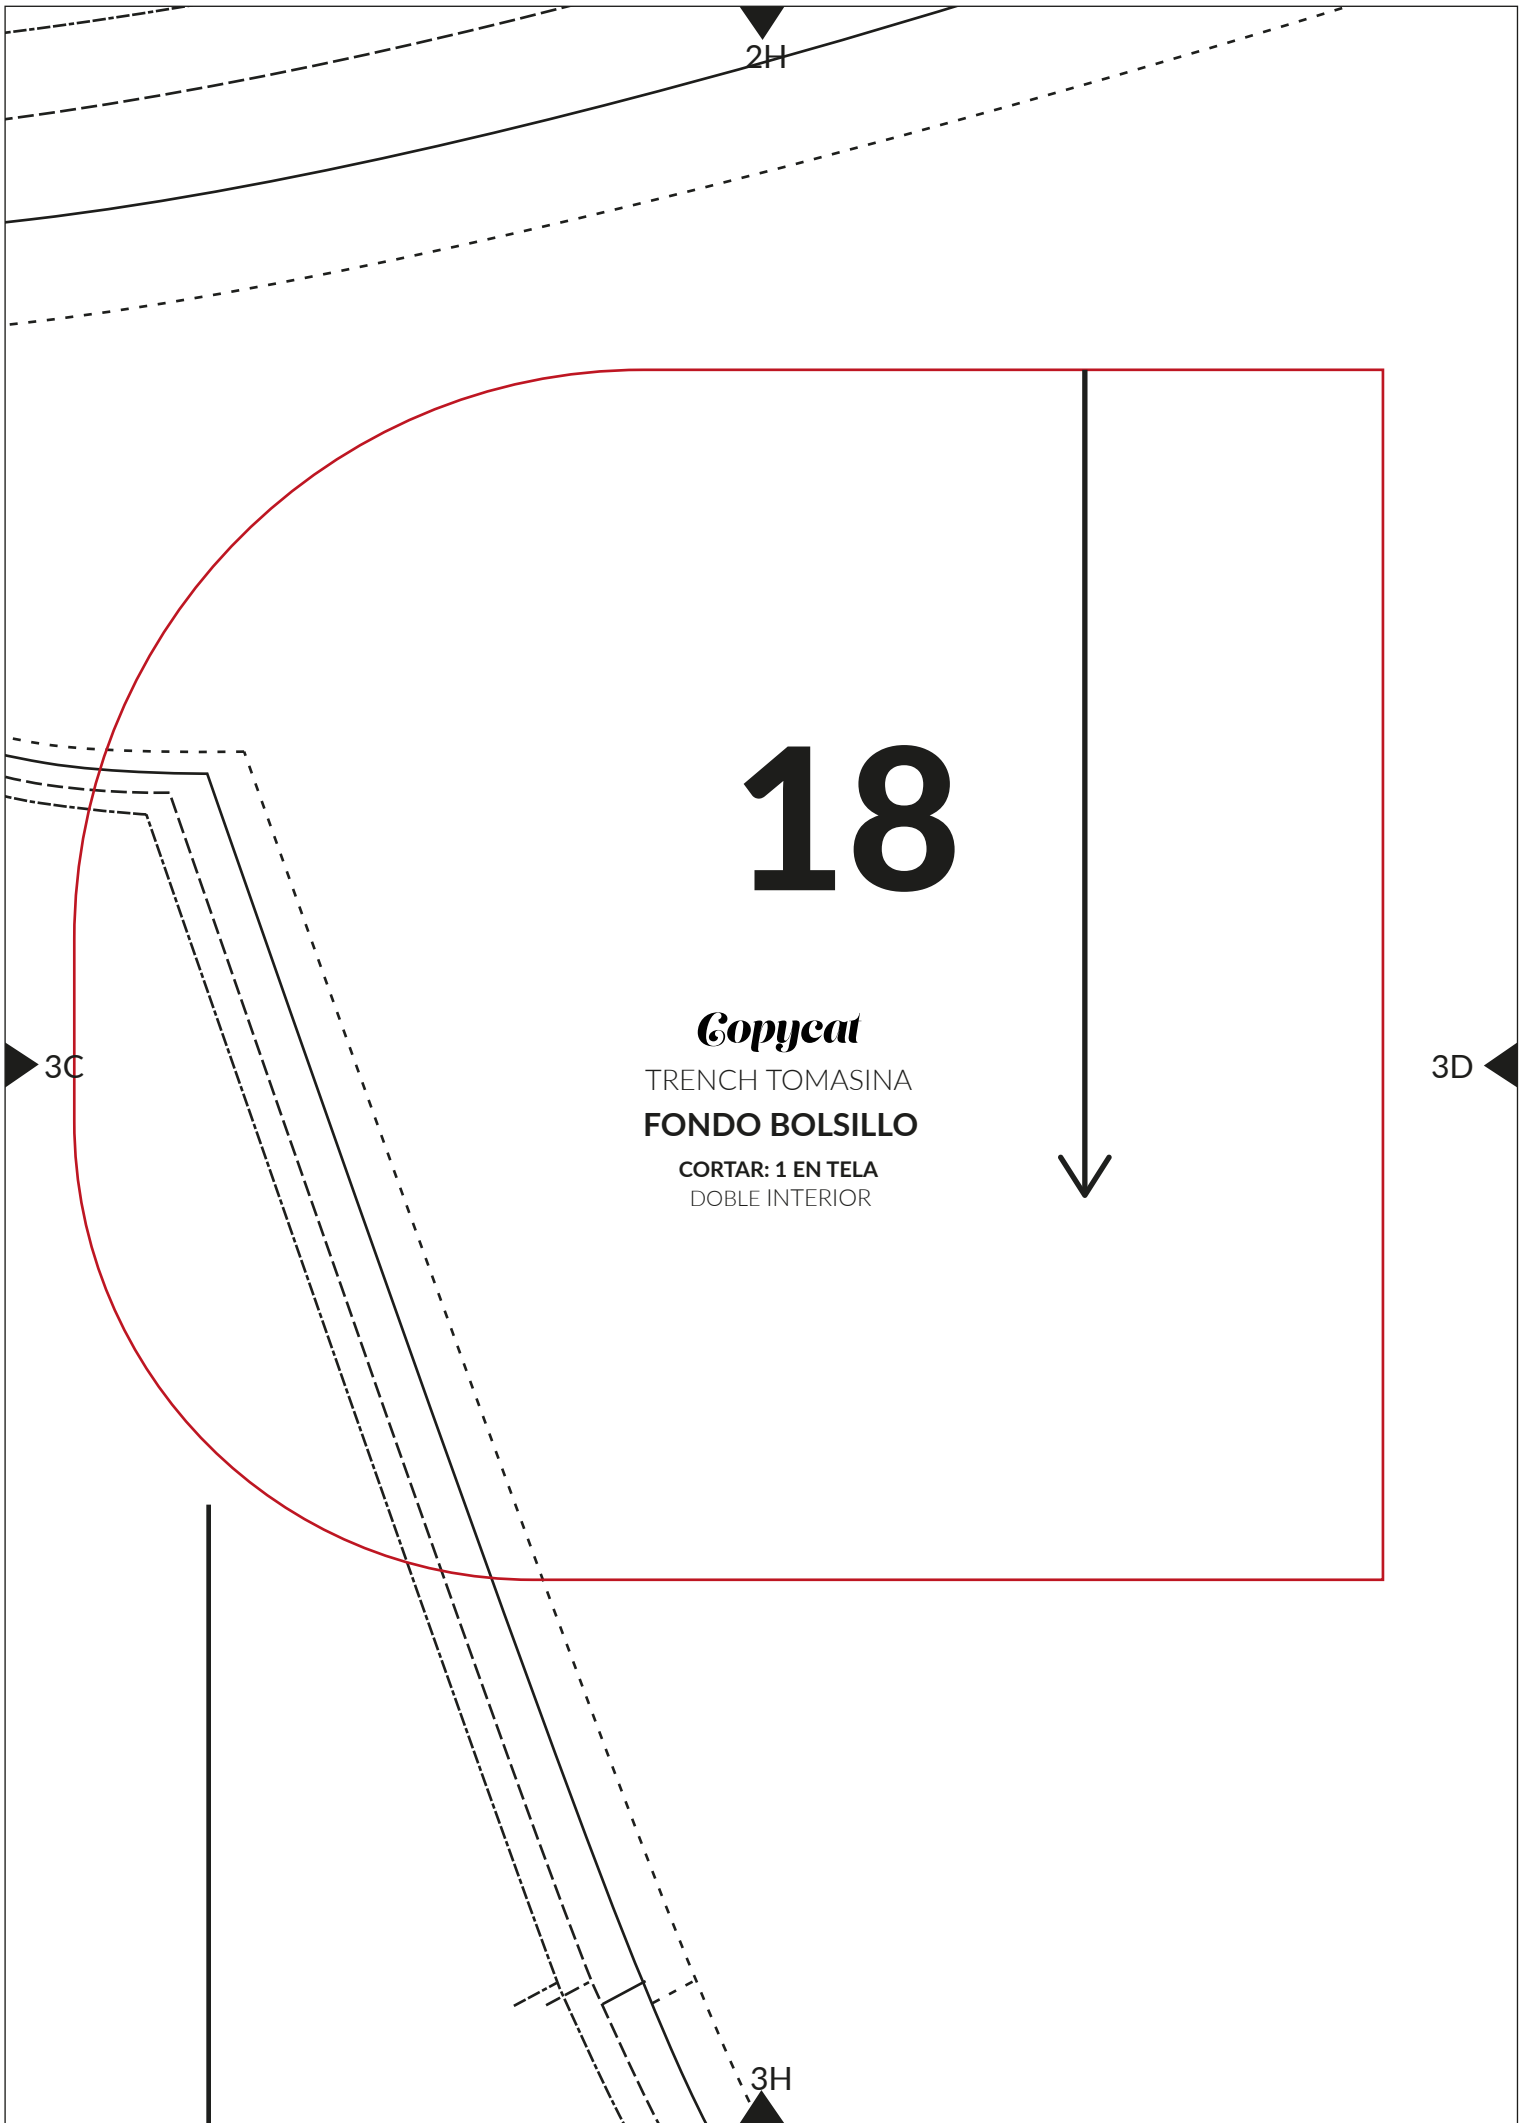 2H
18
Copycat
3C
TRENCH TOMASINA
3D
FONDO BOLSILLO
CORTAR: 1 EN TELA
DOBLE INTERIOR
3H